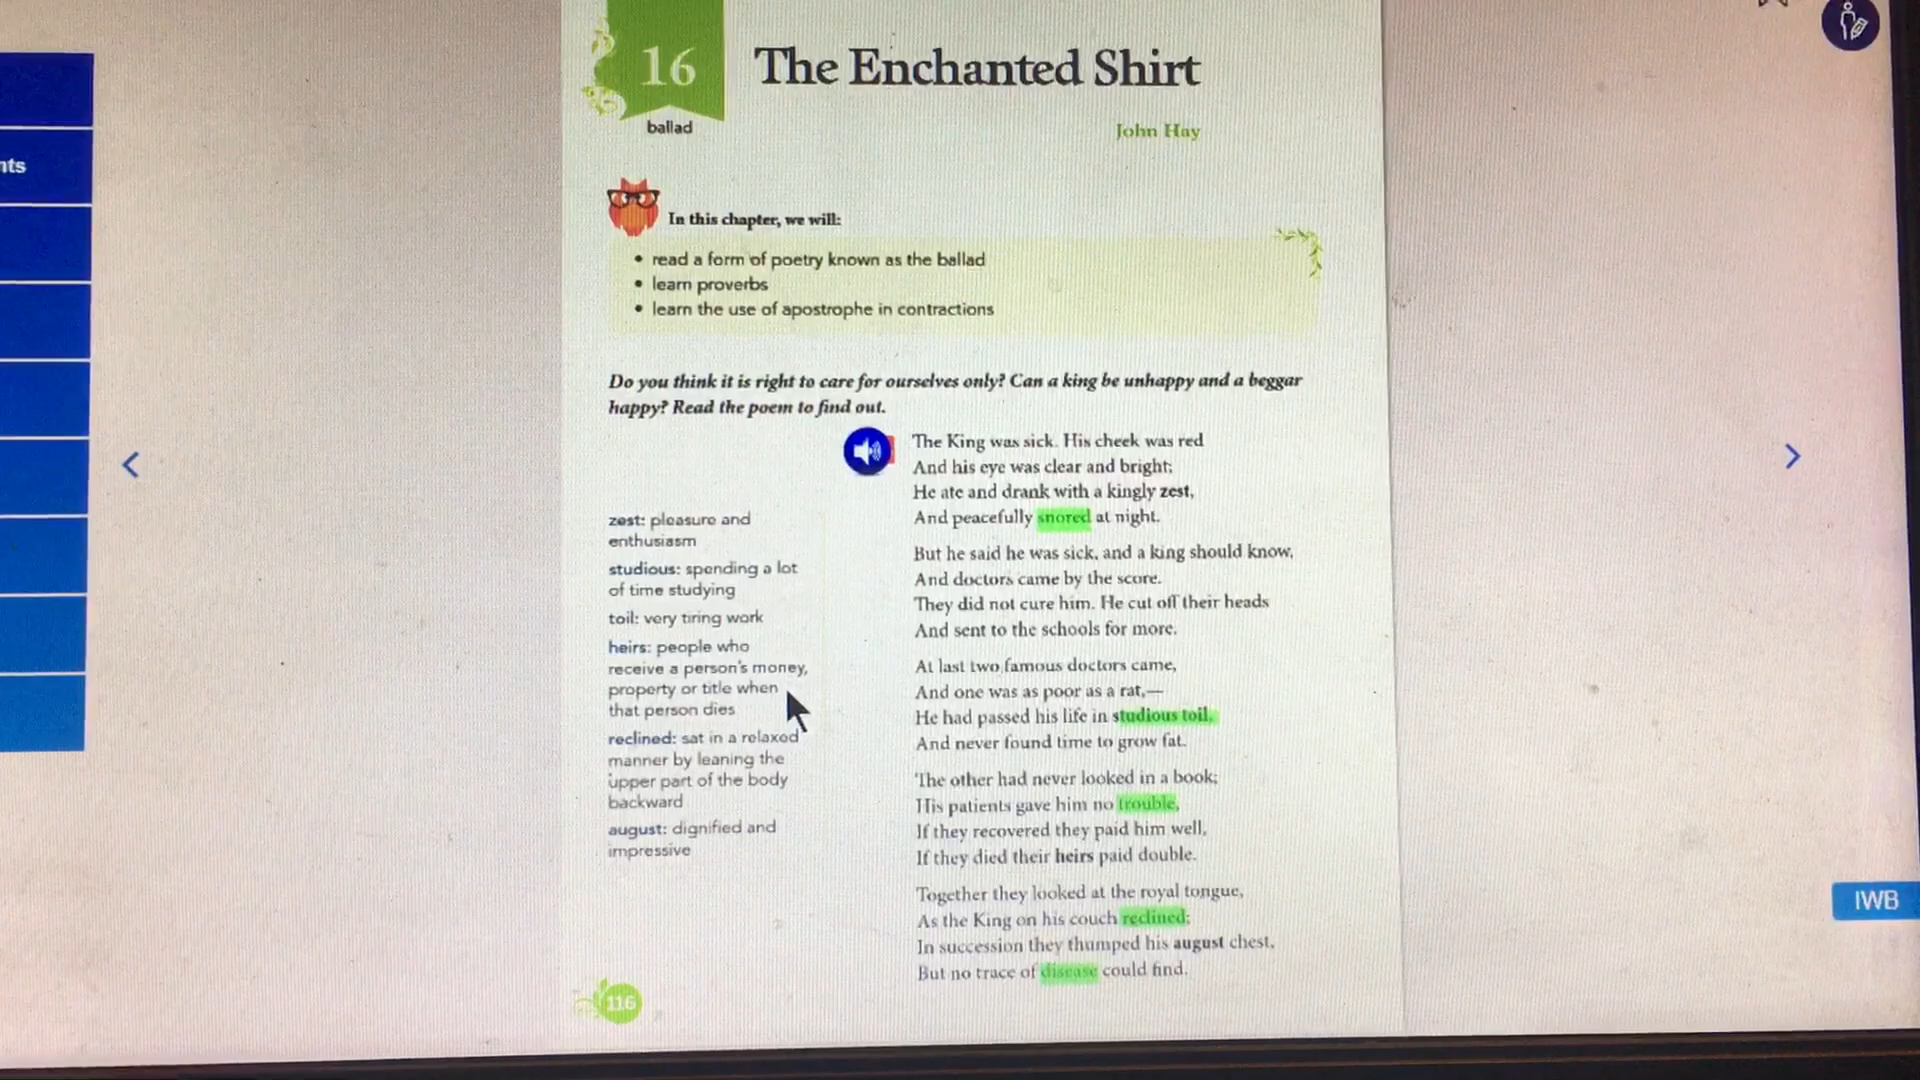 16
The Enchanted Shirt
ballad
John Hay
nts
In this chapter, we will:
• read a form of poetry known as the ballad
• learn proverbs
• learn the use of apostrophe in contractions
Do you think it is right to care for ourselves only? Can a king be unhappy and a beggar
happy? Read the poem to find out.
The King was sick. His cheek was red
And his eye was clear and bright;
He ate and drank with a kingly zest,
And peacefully snored at night.
But he said he was sick, and a king should know,
And doctors came by the score.
They did not cure him. He cut off their heads
And sent to the schools for more.
At last two famous doctors came,
And one was as poor as a rat,—
He had passed his life in studious toil,
And never found time to grow fat.
The other had never looked in a book;
His patients gave him no trouble,
If they recovered they paid him well,
If they died their heirs paid double.
Together they looked at the royal tongue,
As the King on his couch reclined;
In succession they thumped his august chest,
But no trace of disease could find.
zest: pleasure and
enthusiasm
studious: spending a lot
of time studying
toil: very tiring work
heirs: people who
receive a person's money,
property or title when
that person dies
reclined: sat in a relaxed
manner by leaning the
upper part of the body
backward
august: dignified and
impressive
IWB
116